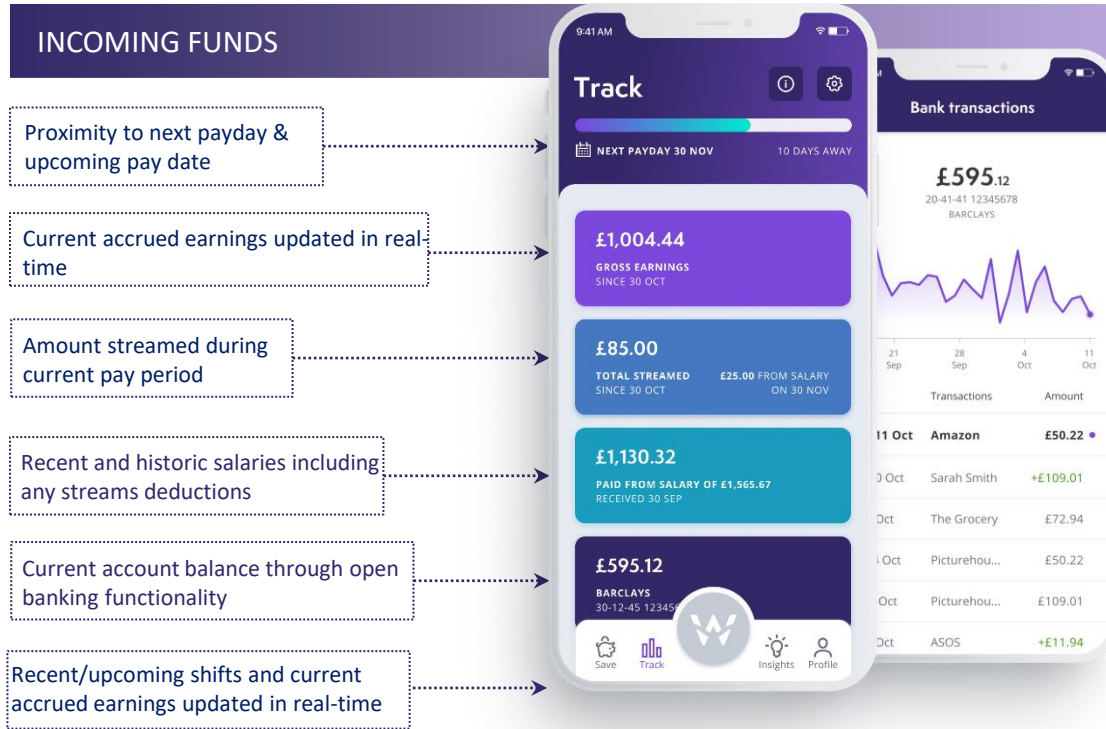 INCOMING FUNDS
Proximity to next payday &
upcoming pay date
Current accrued earnings updated in real-
time
Amount streamed during
current pay period
Recent and historic salaries including
any streams deductions
Current account balance through open
banking functionality
Recent/upcoming shifts and current
accrued earnings updated in real-time
9:41 AM
Track
NEXT PAYDAY 30 NOV
10 DAYS AWAY
£1,004.44
GROSS EARNINGS
SINCE 30 OCT
£85.00
TOTAL STREAMED
SINCE 30 OCT
£25.00 FROM SALARY
ON 30 NOV
£1,130.32
PAID FROM SALARY OF £1,565.67
RECEIVED 30 SEP
£595.12
BARCLAYS
30-12-45 12345
Save
Track
Insights
Profile
Bank transactions
£595.12
20-41-41 12345678
BARCLAYS
21 Sep
28 Sep
4 Oct
11 Oct
Transactions Amount
11 Oct Amazon £50.22
Oct Sarah Smith +£109.01
Oct The Grocery £72.94
Oct Picturehou... £50.22
Oct Picturehou... £109.01
Oct ASOS +£11.94